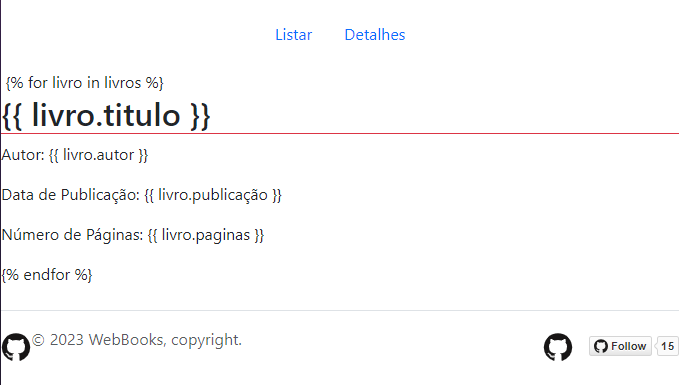 Listar Detalhes
{% for livro in livros %}
{{ livro.titulo }}
Autor: {{ livro.autor }}
Data de Publicação: {{ livro.publicação }}
Número de Páginas: {{ livro.paginas }}
{% endfor %}
© 2023 WebBooks, copyright. Follow 15